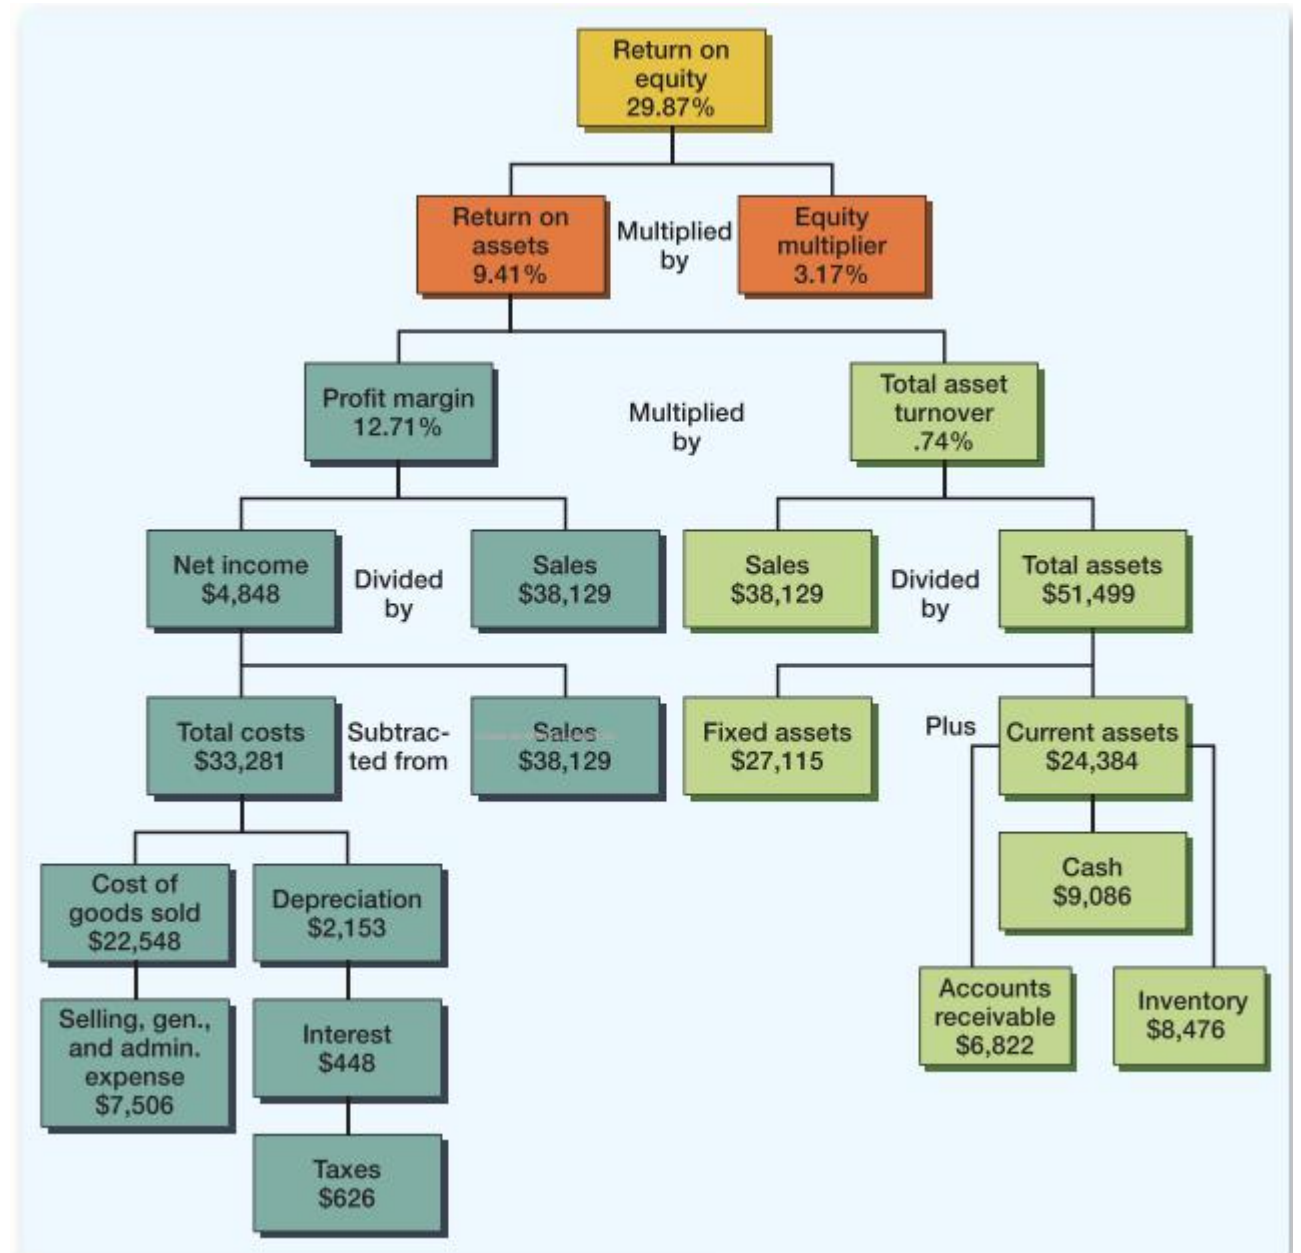 Return on
equity
29.87%
Return on
assets
9.41%
Multiplied
by
Equity
multiplier
3.17%
Profit margin
12.71%
Multiplied
by
Total asset
turnover
.74%
Net income
$4,848
Divided
by
Sales
$38,129
Sales
$38,129
Divided
by
Total assets
$51,499
Total costs
$33,281
Subtrac-
ted from
Sales
$38,129
Fixed assets
$27,115
Plus
Current assets
$24,384
Cost of
goods sold
$22,548
Depreciation
$2,153
Cash
$9,086
Selling, gen.,
and admin.
expense
$7,506
Interest
$448
Accounts
receivable
$6,822
Inventory
$8,476
Taxes
$626